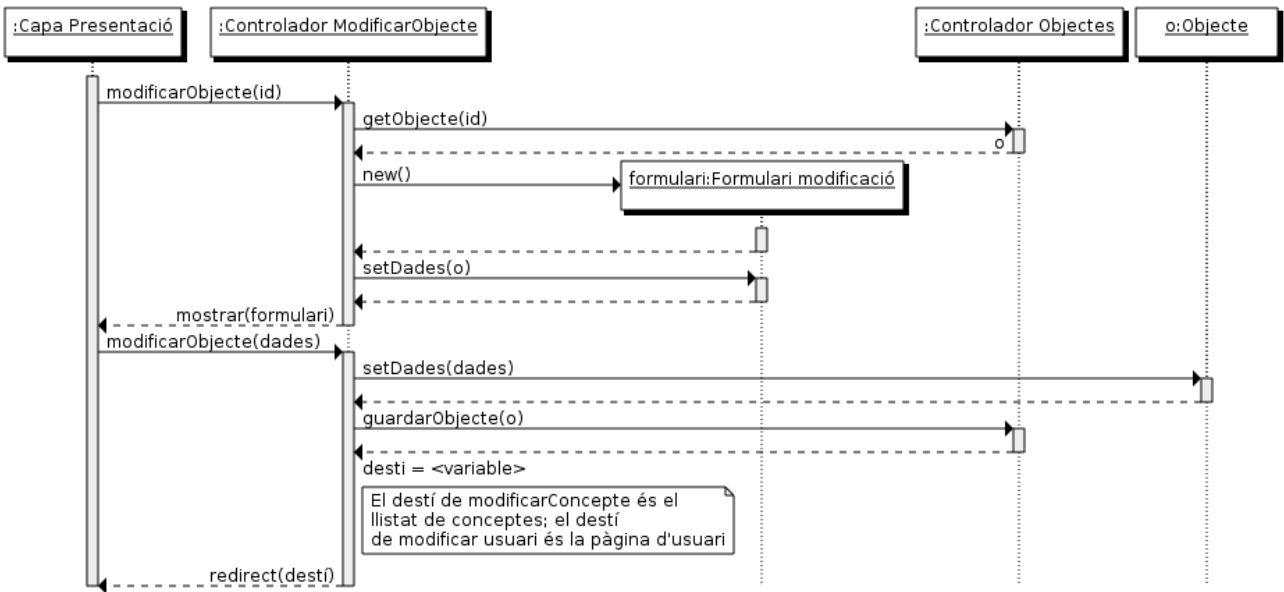 :Capa Presentació
:Controlador ModificarObjecte
:Controlador Objectes
o:Objecte
modificarObjecte(id)
getObjecte(id)
o
new()
formulari:Formulari modificació
setDades(o)
mostrar(formulari)
modificarObjecte(dades)
setDades(dades)
guardarObjecte(o)
desti = <variable>
El destí de modificarConcepte és el
llistat de conceptes; el destí
de modificar usuari és la pàgina d'usuari
redirect(destí)